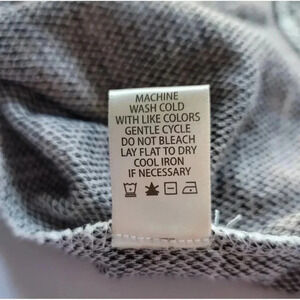 MACHINE
WASH COLD
WITH LIKE COLORS
GENTLE CYCLE
DO NOT BLEACH
LAY FLAT TO DRY
COOL IRON
IF NECESSARY